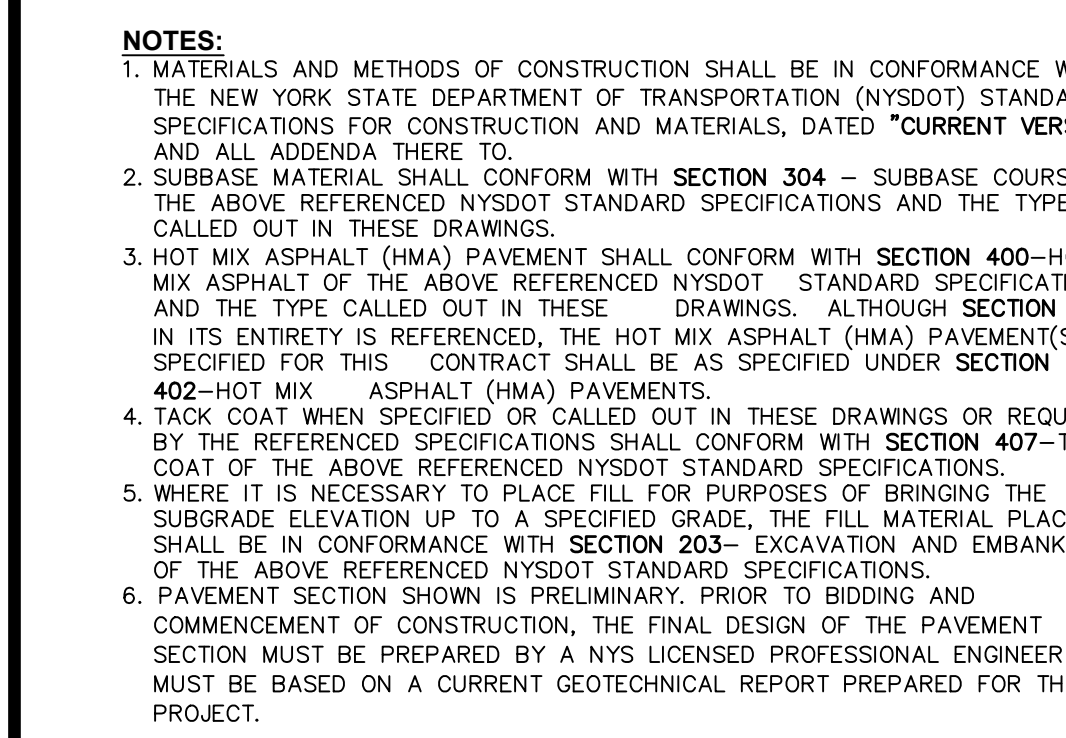 NOTES:
1. MATERIALS AND METHODS OF CONSTRUCTION SHALL BE IN CONFORMANCE
THE NEW YORK STATE DEPARTMENT OF TRANSPORTATION (NYSDOT) STANDA
SPECIFICATIONS FOR CONSTRUCTION AND MATERIALS, DATED "CURRENT VERS
AND ALL ADDENDA THERE TO.
2. SUBBASE MATERIAL SHALL CONFORM WITH SECTION 304 – SUBBASE COURS
THE ABOVE REFERENCED NYSDOT STANDARD SPECIFICATIONS AND THE TYPE
CALLED OUT IN THESE DRAWINGS.
3. HOT MIX ASPHALT (HMA) PAVEMENT SHALL CONFORM WITH SECTION 400–HO
MIX ASPHALT OF THE ABOVE REFERENCED NYSDOT STANDARD SPECIFICATI
AND THE TYPE CALLED OUT IN THESE DRAWINGS. ALTHOUGH SECTION
IN ITS ENTIRETY IS REFERENCED, THE HOT MIX ASPHALT (HMA) PAVEMENT(S
SPECIFIED FOR THIS CONTRACT SHALL BE AS SPECIFIED UNDER SECTION
402–HOT MIX ASPHALT (HMA) PAVEMENTS.
4. TACK COAT WHEN SPECIFIED OR CALLED OUT IN THESE DRAWINGS OR REQU
BY THE REFERENCED SPECIFICATIONS SHALL CONFORM WITH SECTION 407–T
COAT OF THE ABOVE REFERENCED NYSDOT STANDARD SPECIFICATIONS.
5. WHERE IT IS NECESSARY TO PLACE FILL FOR PURPOSES OF BRINGING THE
SUBGRADE ELEVATION UP TO A SPECIFIED GRADE, THE FILL MATERIAL PLAC
SHALL BE IN CONFORMANCE WITH SECTION 203– EXCAVATION AND EMBANK
OF THE ABOVE REFERENCED NYSDOT STANDARD SPECIFICATIONS.
6. PAVEMENT SECTION SHOWN IS PRELIMINARY. PRIOR TO BIDDING AND
COMMENCEMENT OF CONSTRUCTION, THE FINAL DESIGN OF THE PAVEMENT
SECTION MUST BE PREPARED BY A NYS LICENSED PROFESSIONAL ENGINEER
MUST BE BASED ON A CURRENT GEOTECHNICAL REPORT PREPARED FOR TH
PROJECT.